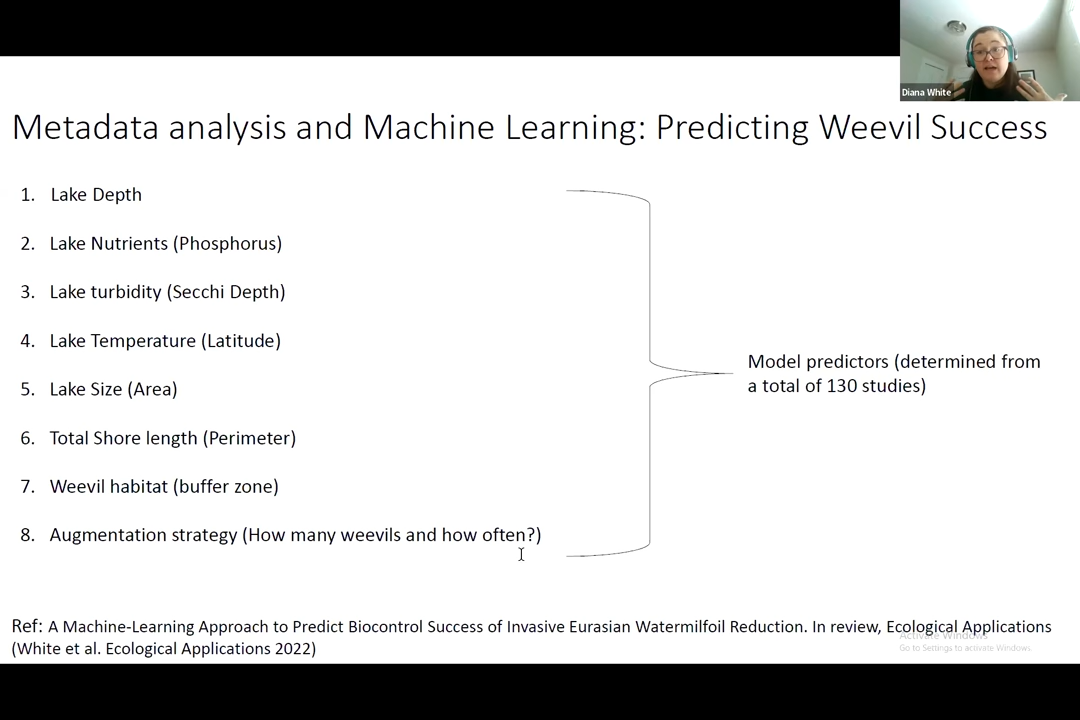 Diana White
Metadata analysis and Machine Learning: Predicting Weevil Success
1. Lake Depth
2. Lake Nutrients (Phosphorus)
3. Lake turbidity (Secchi Depth)
4. Lake Temperature (Latitude)
5. Lake Size (Area)
6. Total Shore length (Perimeter)
7. Weevil habitat (buffer zone)
8. Augmentation strategy (How many weevils and how often?)
Model predictors (determined from
a total of 130 studies)
Ref: A Machine-Learning Approach to Predict Biocontrol Success of Invasive Eurasian Watermilfoil Reduction. In review, Ecological Applications
(White et al. Ecological Applications 2022)
Activate Windows
Go to Settings to activate Windows.